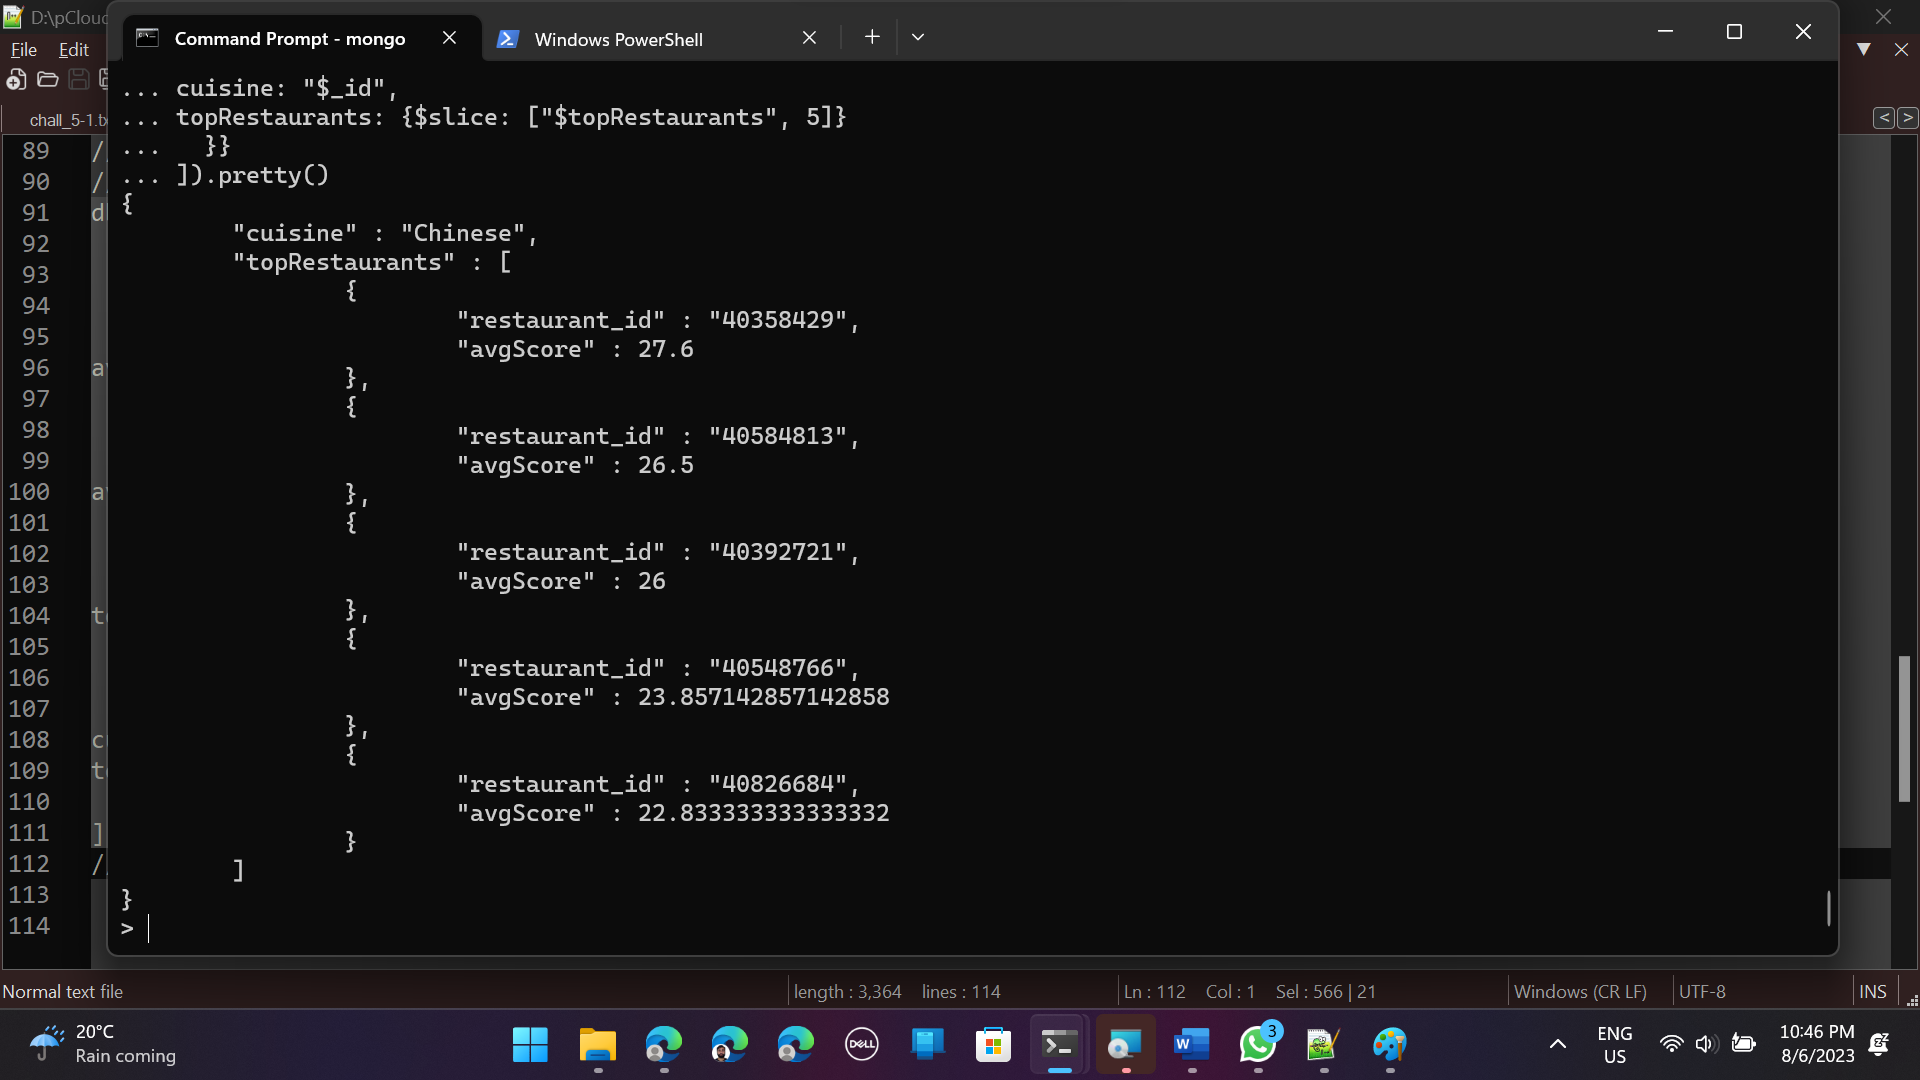 D:\pCloud
File Edit
chall_5-1.b
Command Prompt - mongo
Windows PowerShell
... cuisine: "$_id",
... topRestaurants: {$slice: ["$topRestaurants", 5]}
...   }}
... ]).pretty()
{
"cuisine" : "Chinese",
"topRestaurants" : [
{
"restaurant_id" : "40358429",
"avgScore" : 27.6
},
{
"restaurant_id" : "40584813",
"avgScore" : 26.5
},
{
"restaurant_id" : "40392721",
"avgScore" : 26
},
{
"restaurant_id" : "40548766",
"avgScore" : 23.857142857142858
},
{
"restaurant_id" : "40826684",
"avgScore" : 22.833333333333332
}
]
}
>
89 /
90 /
91 d
92
93
94
95
96 a
97
98
99
100 a
101
102
103
104 t
105
106
107
108 c
109 t
110
111 ]
112 /
113
114
Normal text file
length : 3,364 lines : 114
Ln : 112 Col : 1 Sel : 566 | 21
Windows (CR LF)
UTF-8
INS
20°C
Rain coming
DELL
W
3
ENG
US
10:46 PM
8/6/2023